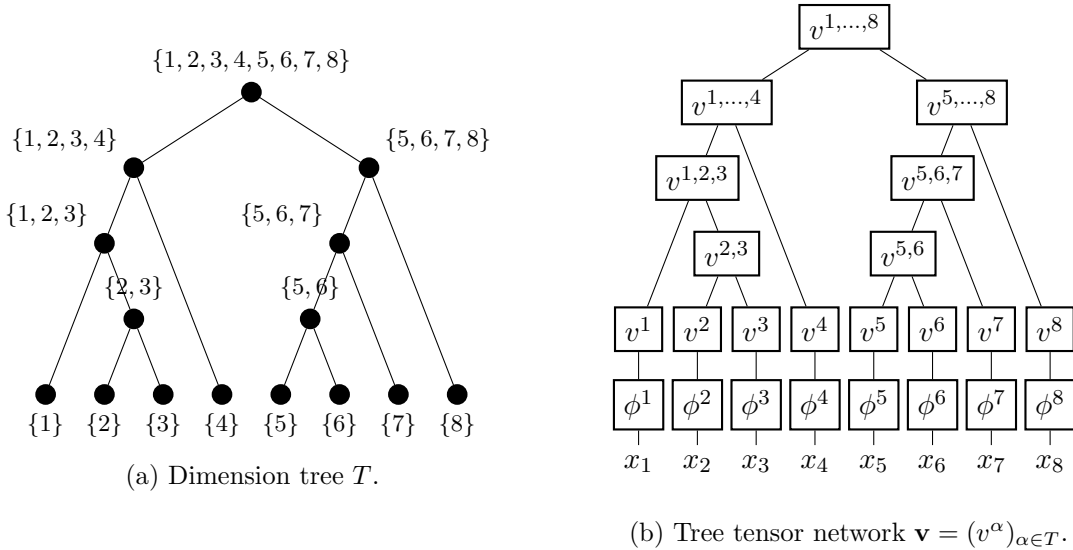 {1, 2, 3, 4, 5, 6, 7, 8}
{1, 2, 3, 4}
{5, 6, 7, 8}
{1, 2, 3}
{5, 6, 7}
{2, 3}
{5, 6}
{1} {2} {3} {4} {5} {6} {7} {8}
(a) Dimension tree T.
v^{1,...,8}
v^{1,...,4} v^{5,...,8}
v^{1,2,3} v^{5,6,7}
v^{2,3} v^{5,6}
v^1 v^2 v^3 v^4 v^5 v^6 v^7 v^8
ϕ^1 ϕ^2 ϕ^3 ϕ^4 ϕ^5 ϕ^6 ϕ^7 ϕ^8
x_1 x_2 x_3 x_4 x_5 x_6 x_7 x_8
(b) Tree tensor network v = (v^α)_{α∈T}.